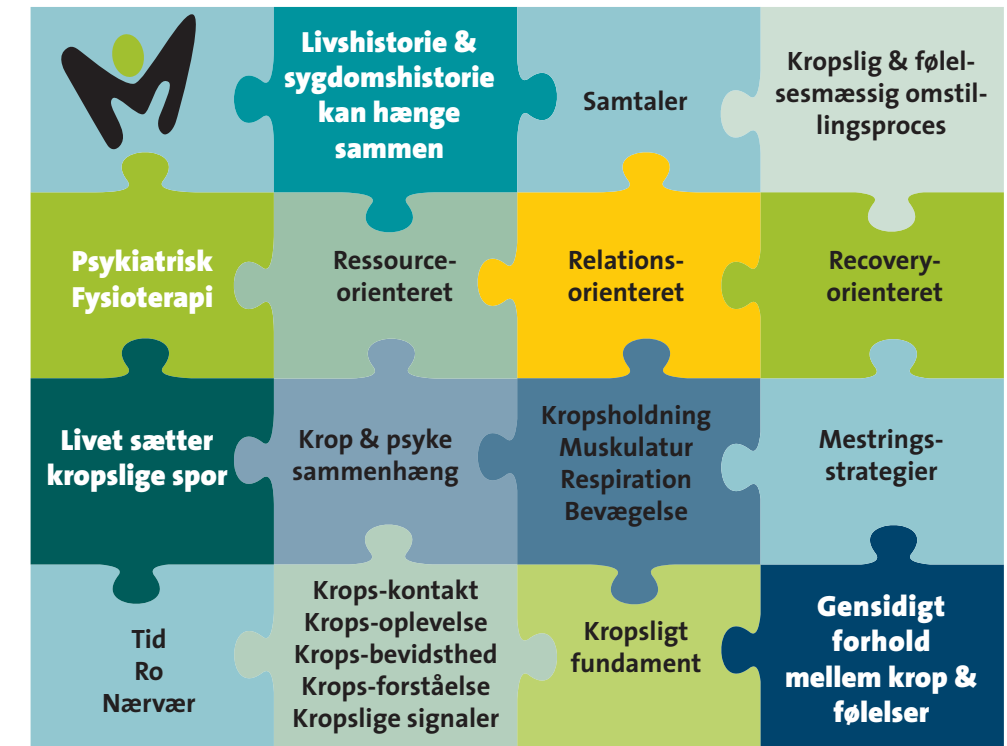 Livshistorie &
sygdomshistorie
kan hænge
sammen
Samtaler
Kropslig & følel-
sesmæssig omstil-
lingsproces
Psykiatrisk
Fysioterapi
Ressource-
orienteret
Relations-
orienteret
Recovery-
orienteret
Livet sætter
kropslige spor
Krop & psyke
sammenhæng
Kropsholdning
Muskulatur
Respiration
Bevægelse
Mestrings-
strategier
Tid
Ro
Nærvær
Krops-kontakt
Krops-oplevelse
Krops-bevidsthed
Krops-forståelse
Kropslige signaler
Kropsligt
fundament
Gensidigt
forhold
mellem krop &
følelser